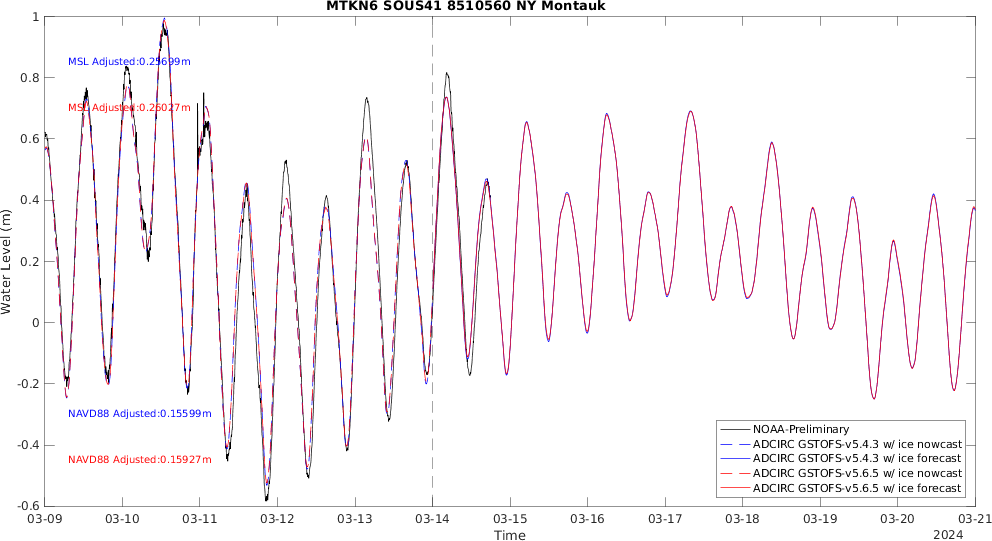 MTKN6 SOUS41 8510560 NY Montauk
1
0.8
0.6
0.4
0.2
0
-0.2
-0.4
-0.6
Water Level (m)
MSL Adjusted:0.25699m
MSL Adjusted:0.26027m
NAVD88 Adjusted:0.15599m
NAVD88 Adjusted:0.15927m
NOAA-Preliminary
ADCIRC GSTOFS-v5.4.3 w/ ice nowcast
ADCIRC GSTOFS-v5.4.3 w/ ice forecast
ADCIRC GSTOFS-v5.6.5 w/ ice nowcast
ADCIRC GSTOFS-v5.6.5 w/ ice forecast
03-09 03-10 03-11 03-12 03-13 03-14 03-15 03-16 03-17 03-18 03-19 03-20 03-21
Time
2024